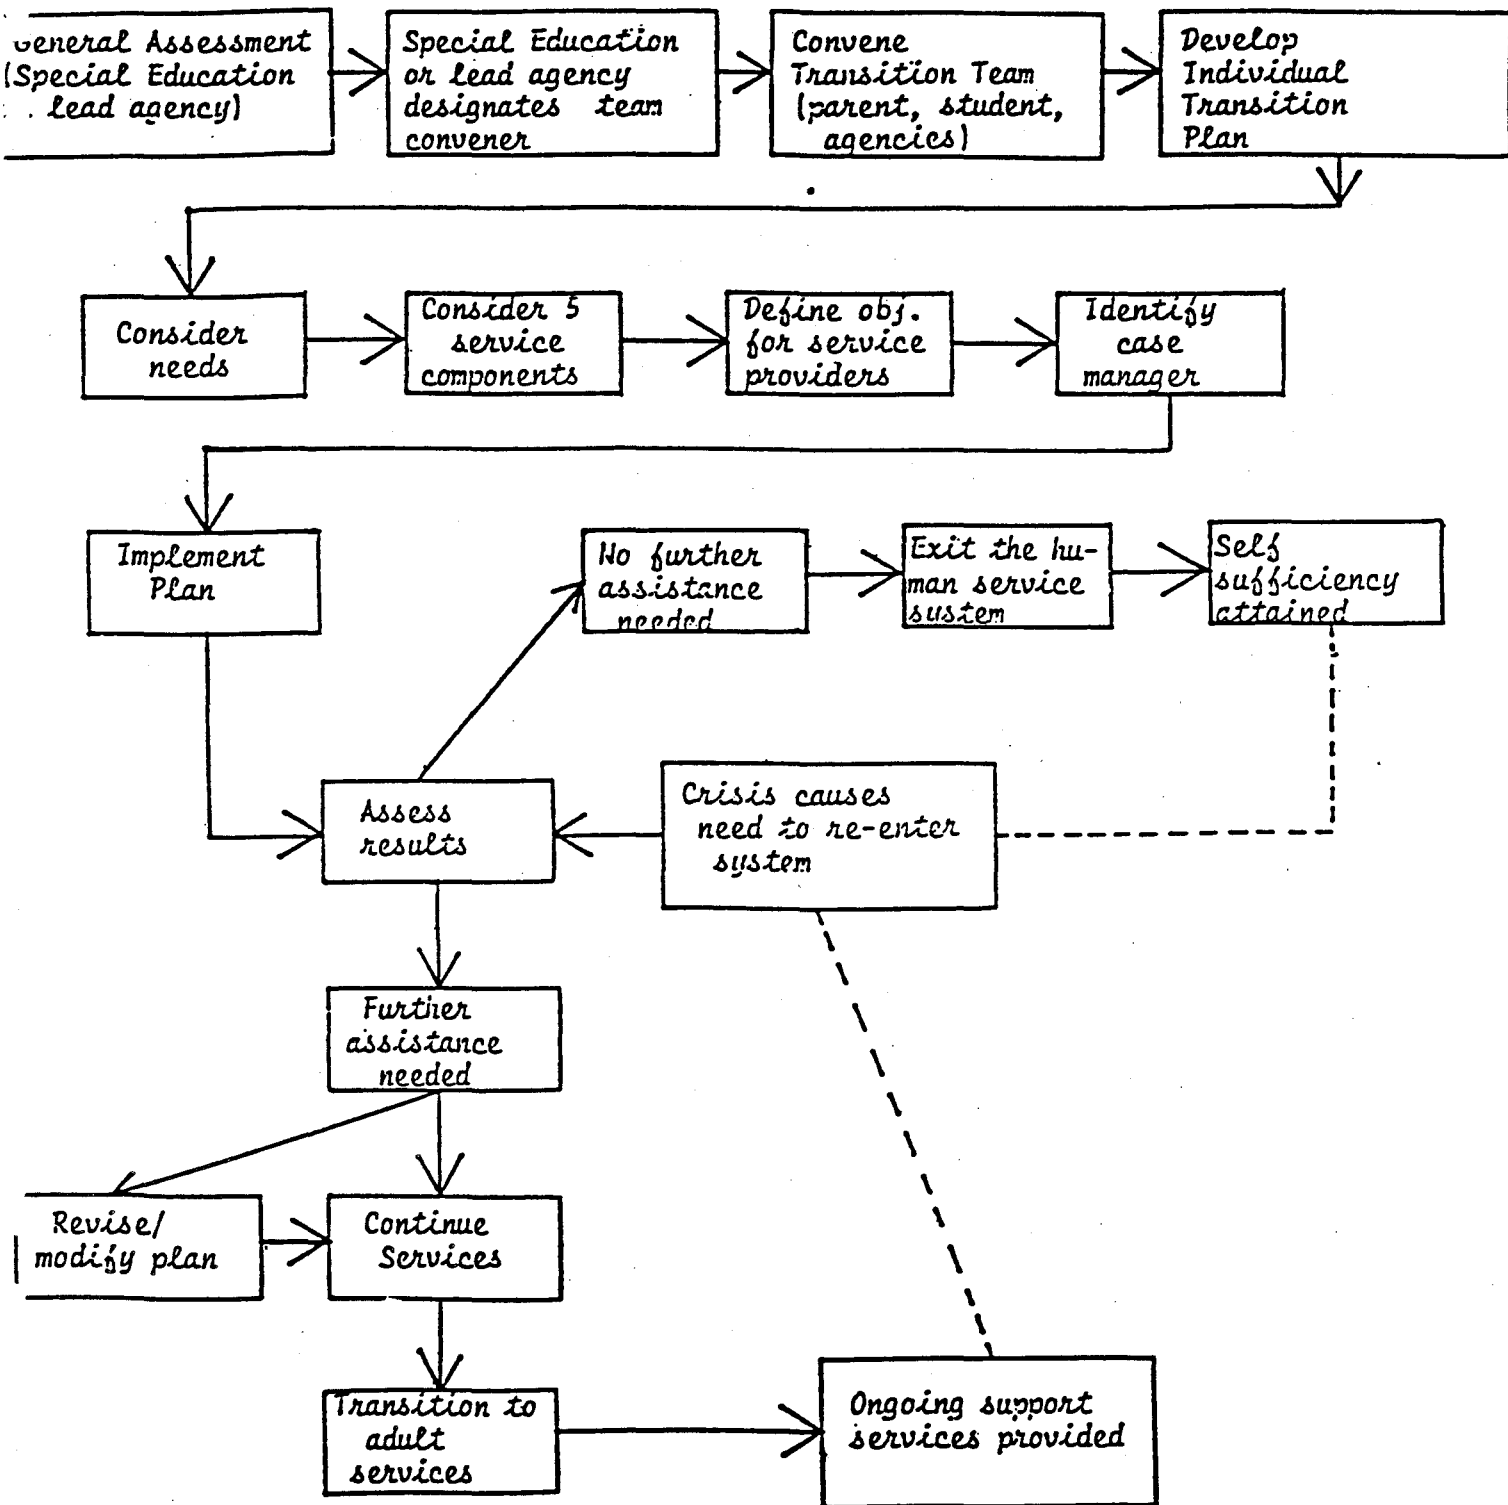 General Assessment
(Special Education
lead agency)
Special Education
or lead agency
designates team
convener
Convene
Transition Team
(parent, student,
agencies)
Develop
Individual
Transition
Plan
Consider
needs
Consider 5
service
components
Define obj.
for service
providers
Identify
case
manager
Implement
Plan
No further
assistance
needed
Exit the hu-
man service
system
Self
sufficiency
attained
Assess
results
Crisis causes
need to re-enter
system
Further
assistance
needed
Revise/
modify plan
Continue
Services
Transition to
adult
services
Ongoing support
services provided